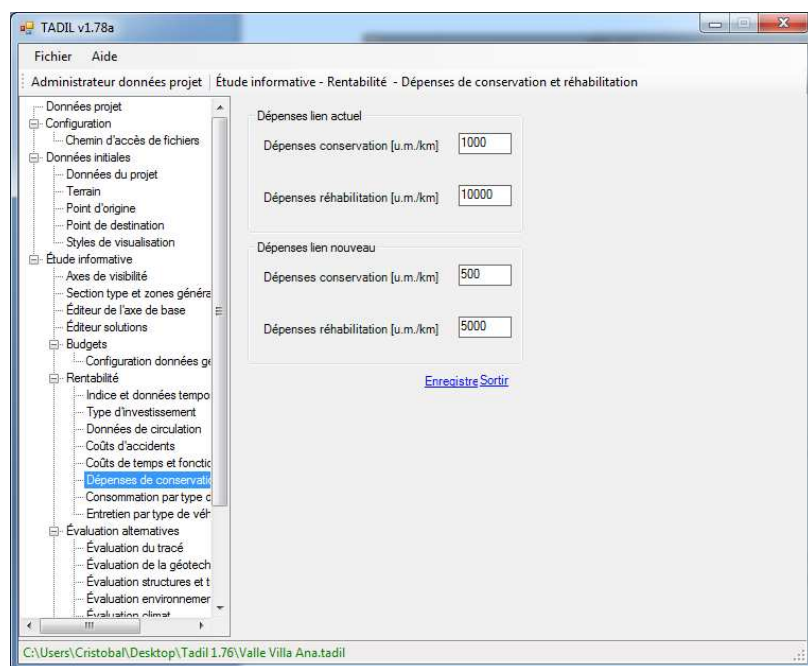 TADIL v1.78a
Fichier Aide
Administrateur données projet Étude informative - Rentabilité - Dépenses de conservation et réhabilitation
Données projet
Configuration
Chemin d'accès de fichiers
Données initiales
Données du projet
Terrain
Point d'origine
Point de destination
Styles de visualisation
Étude informative
Axes de visibilité
Section type et zones généra
Éditeur de l'axe de base
Éditeur solutions
Budgets
Configuration données gé
Rentabilité
Indice et données tempo
Type d'investissement
Données de circulation
Coûts d'accidents
Coûts de temps et fonctio
Dépenses de conservatio
Consommation par type d
Entretien par type de véh
Évaluation alternatives
Évaluation du tracé
Évaluation de la géotech
Évaluation structures et t
Évaluation environnemer
Évaluation climat
Dépenses lien actuel
Dépenses conservation [u.m./km] 1000
Dépenses réhabilitation [u.m./km] 10000
Dépenses lien nouveau
Dépenses conservation [u.m./km] 500
Dépenses réhabilitation [u.m./km] 5000
Enregistre Sortir
C:\Users\Cristobal\Desktop\Tadil 1.76\Valle Villa Ana.tadil